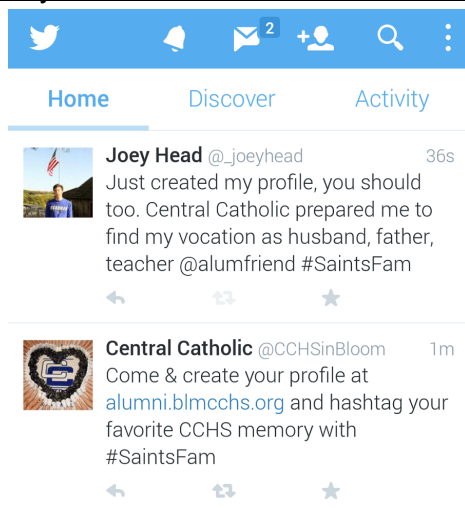 2
Home Discover Activity
Joey Head @_joeyhead 36s
Just created my profile, you should
too. Central Catholic prepared me to
find my vocation as husband, father,
teacher @alumfriend #SaintsFam
Central Catholic @CCHSinBloom 1m
Come & create your profile at
alumni.blmcchs.org and hashtag your
favorite CCHS memory with
#SaintsFam